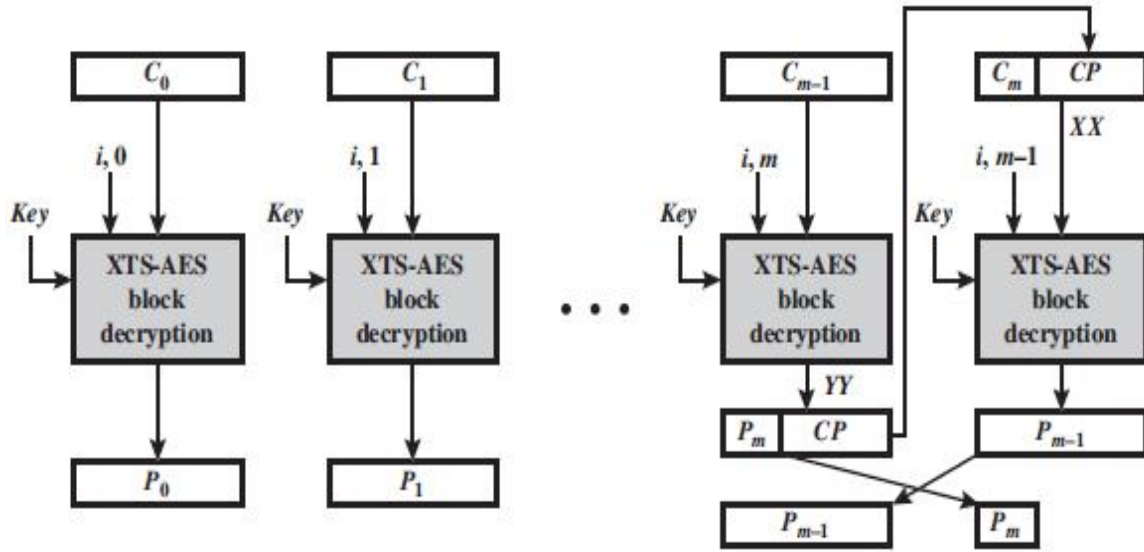 C₀ C₁ Cₘ₋₁ Cₘ CP
XX
i, 0 i, 1 i, m i, m–1
Key Key Key Key
XTS-AES XTS-AES XTS-AES XTS-AES
block block block block
decryption decryption • • • decryption decryption
YY
Pₘ CP Pₘ₋₁
P₀ P₁
Pₘ₋₁ Pₘ